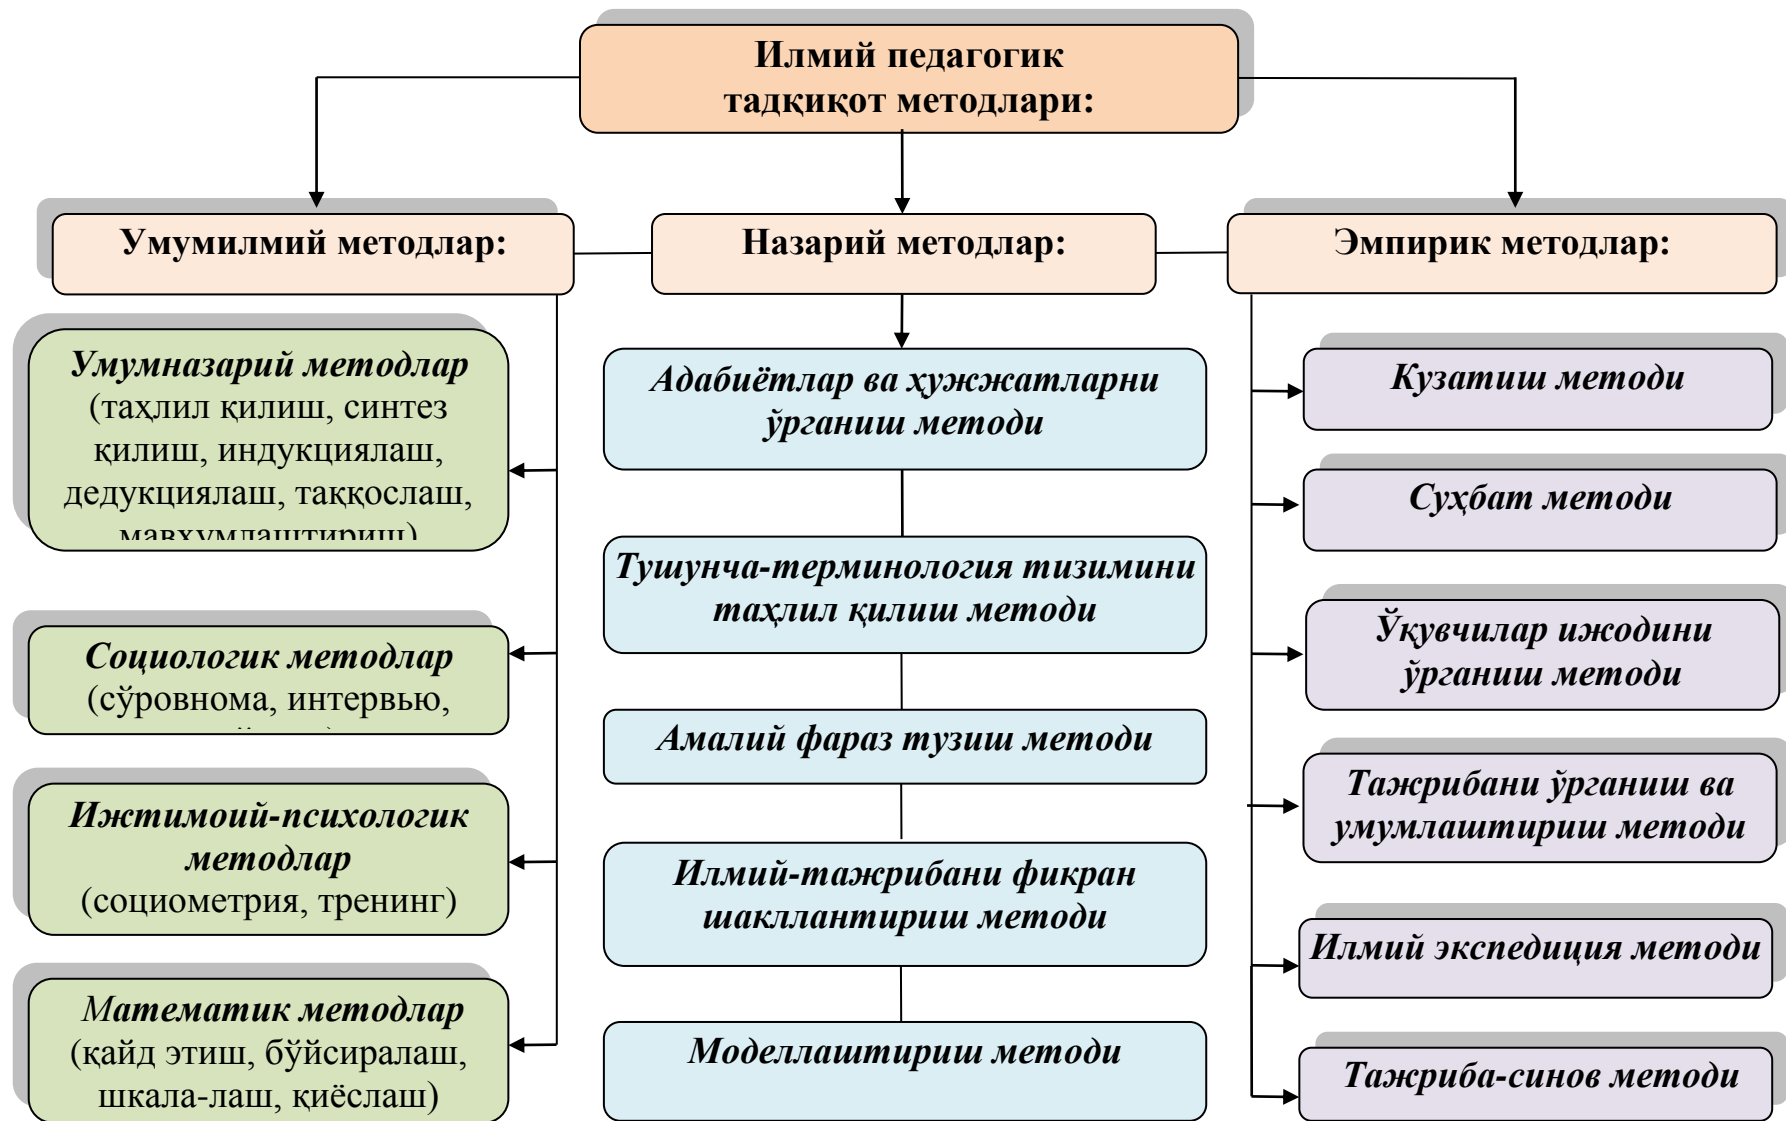 Илмий педагогик
тадқиқот методлари:
Умумилмий методлар:
Назарий методлар:
Эмпирик методлар:
Умумназарий методлар
(таҳлил қилиш, синтез
қилиш, индукциялаш,
дедукциялаш, таққослаш,
мавҳумлаштириш)
Социологик методлар
(сўровнома, интервью,
Ижтимоий-психологик
методлар
(социометрия, тренинг)
Математик методлар
(қайд этиш, бўйсиралаш,
шкала-лаш, қиёслаш)
Адабиётлар ва ҳужжатларни
ўрганиш методи
Тушунча-терминология тизимини
таҳлил қилиш методи
Амалий фараз тузиш методи
Илмий-тажрибани фикран
шакллантириш методи
Моделлаштириш методи
Кузатиш методи
Суҳбат методи
Ўқувчилар ижодини
ўрганиш методи
Тажрибани ўрганиш ва
умумлаштириш методи
Илмий экспедиция методи
Тажриба-синов методи